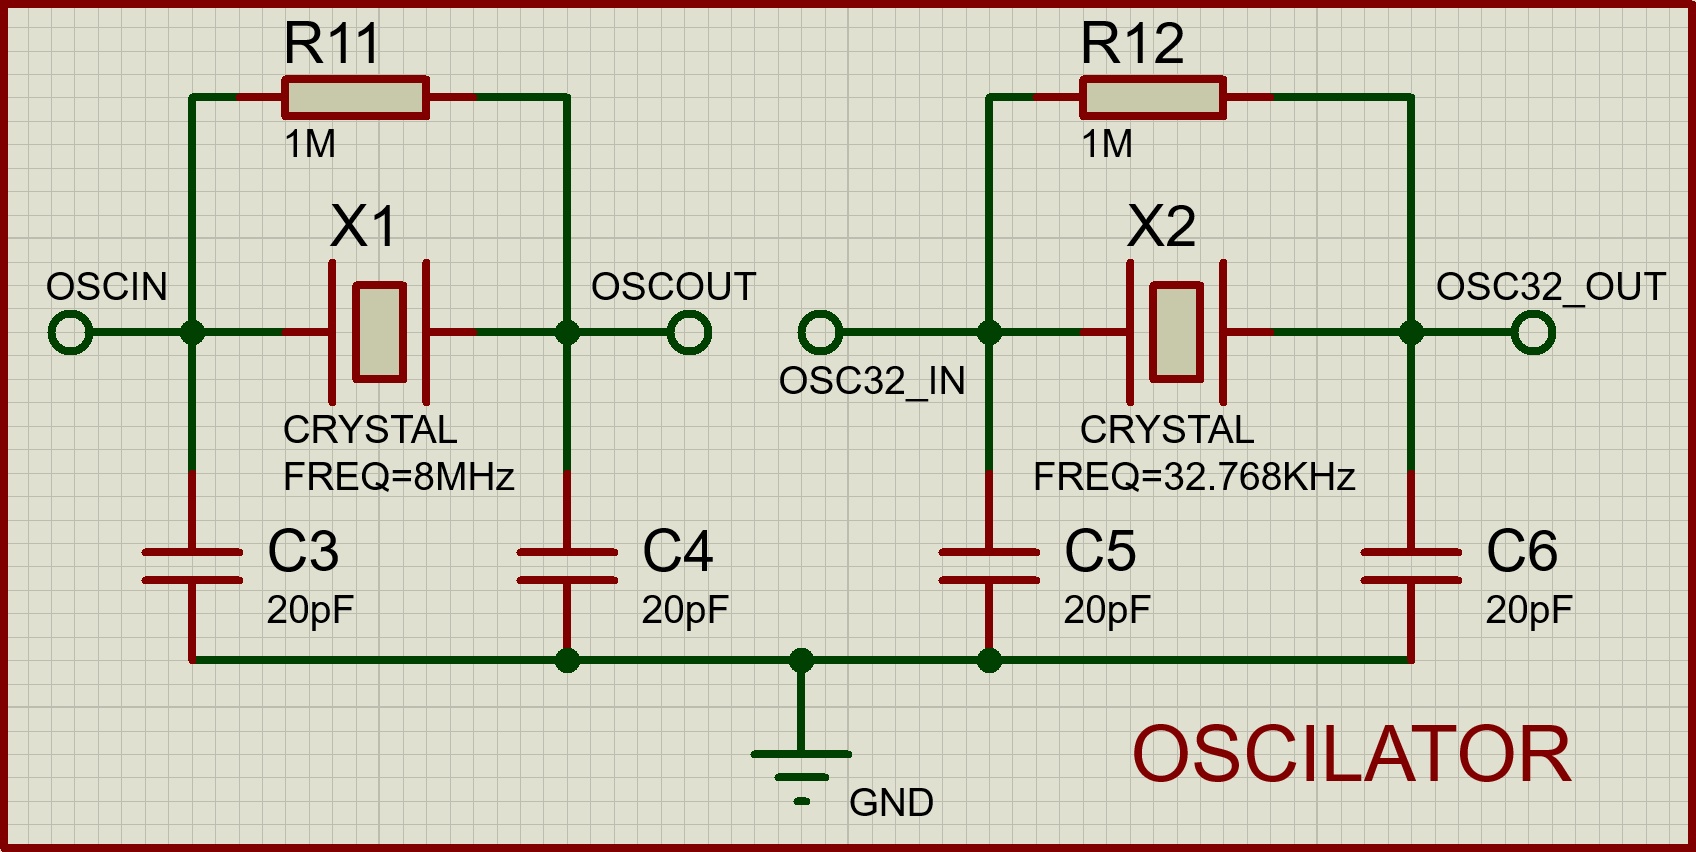 R11
1M
X1
OSCIN
OSCOUT
CRYSTAL
FREQ=8MHz
C3
20pF
C4
20pF
R12
1M
X2
OSC32_IN
OSC32_OUT
CRYSTAL
FREQ=32.768KHz
C5
20pF
C6
20pF
GND
OSCILATOR